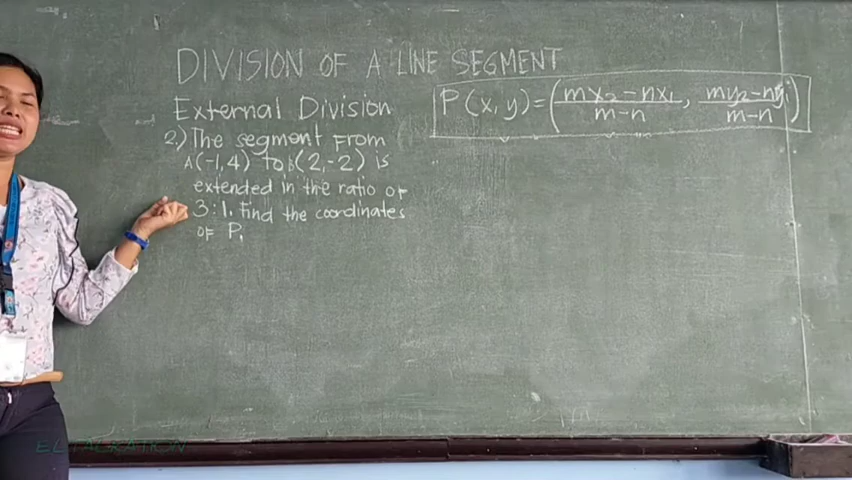 DIVISION OF A LINE SEGMENT
External Division
2.) The segment from
A(-1,4) to b(2,-2) is
extended in the ratio of
3:1. Find the coordinates
of P.
P(x,y)=(mx₂-nx₁/m-n, my₂-ny₁/m-n)